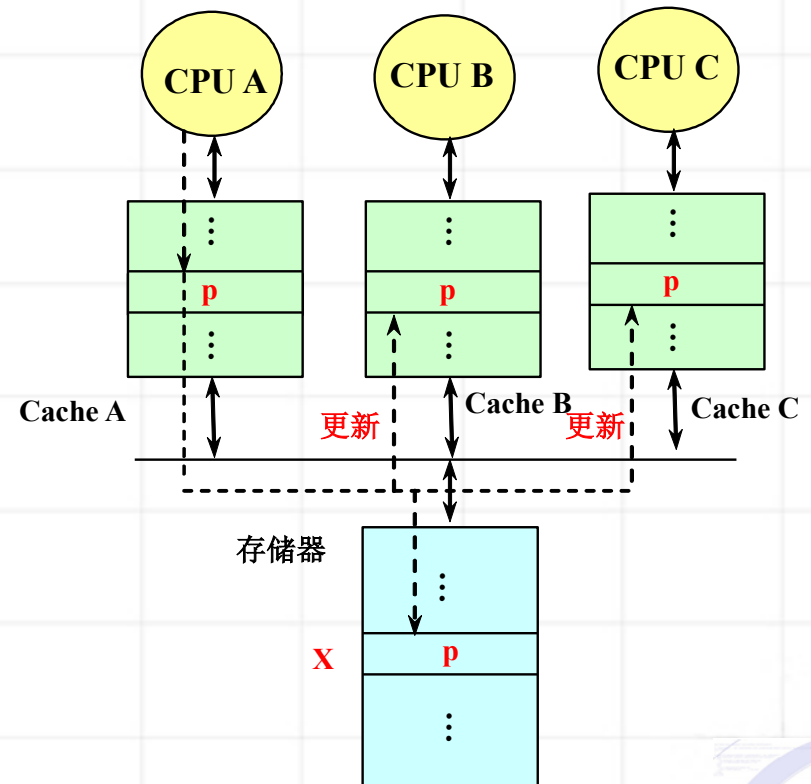 CPU A
CPU B
CPU C
⋮
⋮
⋮
p
p
p
⋮
⋮
⋮
Cache A
更新
Cache B
更新
Cache C
存储器
⋮
X
p
⋮